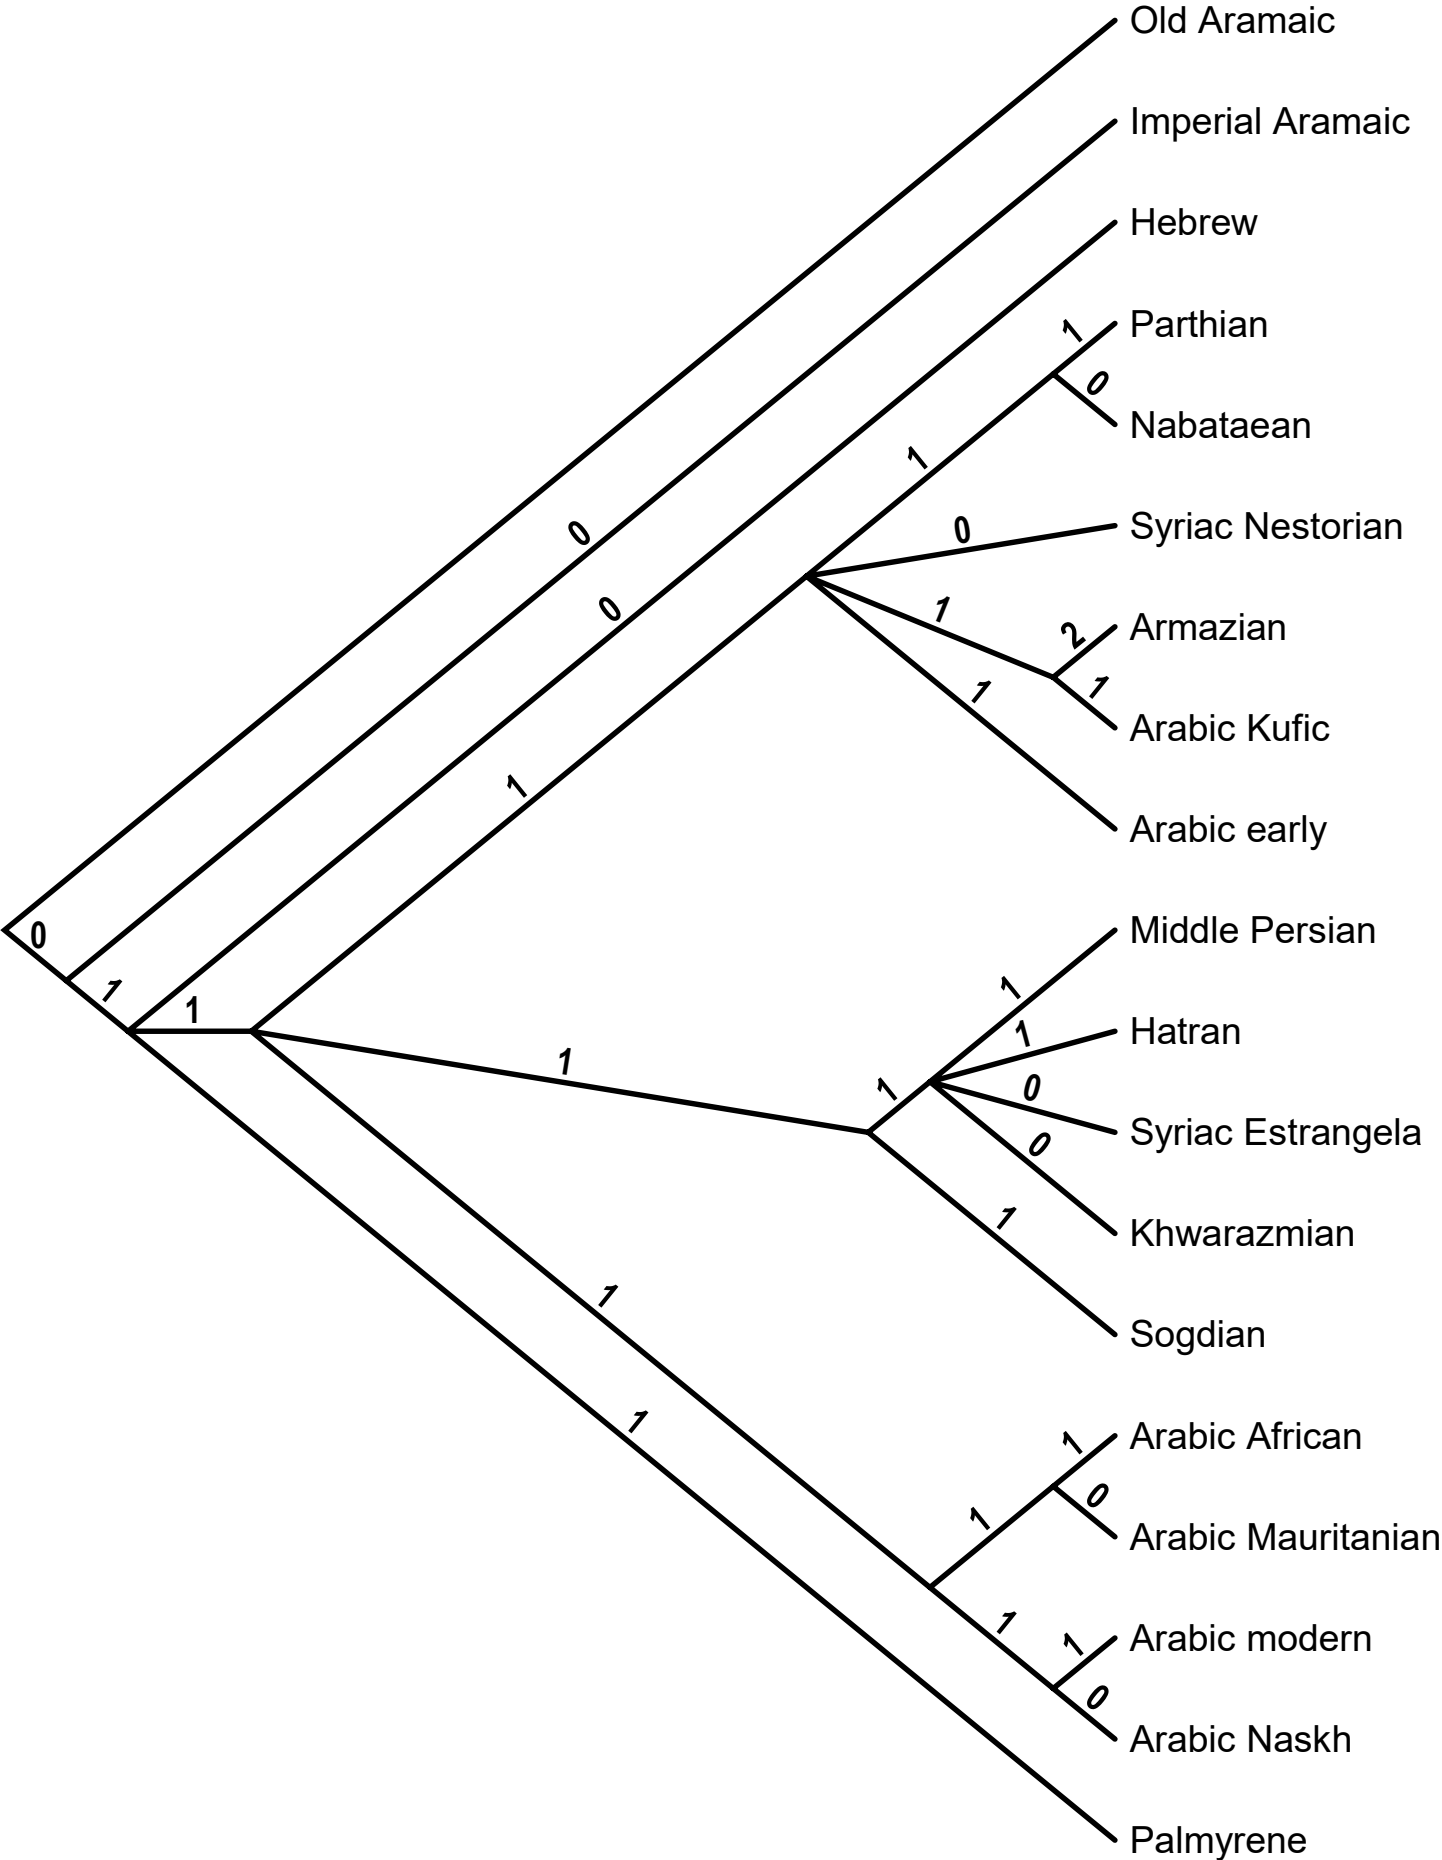 Old Aramaic
Imperial Aramaic
Hebrew
1
Parthian
0
Nabataean
1
0
Syriac Nestorian
0
0
1
2
Armazian
1
Arabic Kufic
1
1
Arabic early
0
Middle Persian
1
1
1
1
Hatran
1
1
0
Syriac Estrangela
0
Khwarazmian
1
Sogdian
1
1
1
Arabic African
0
1
Arabic Mauritanian
1
1
Arabic modern
0
Arabic Naskh
Palmyrene